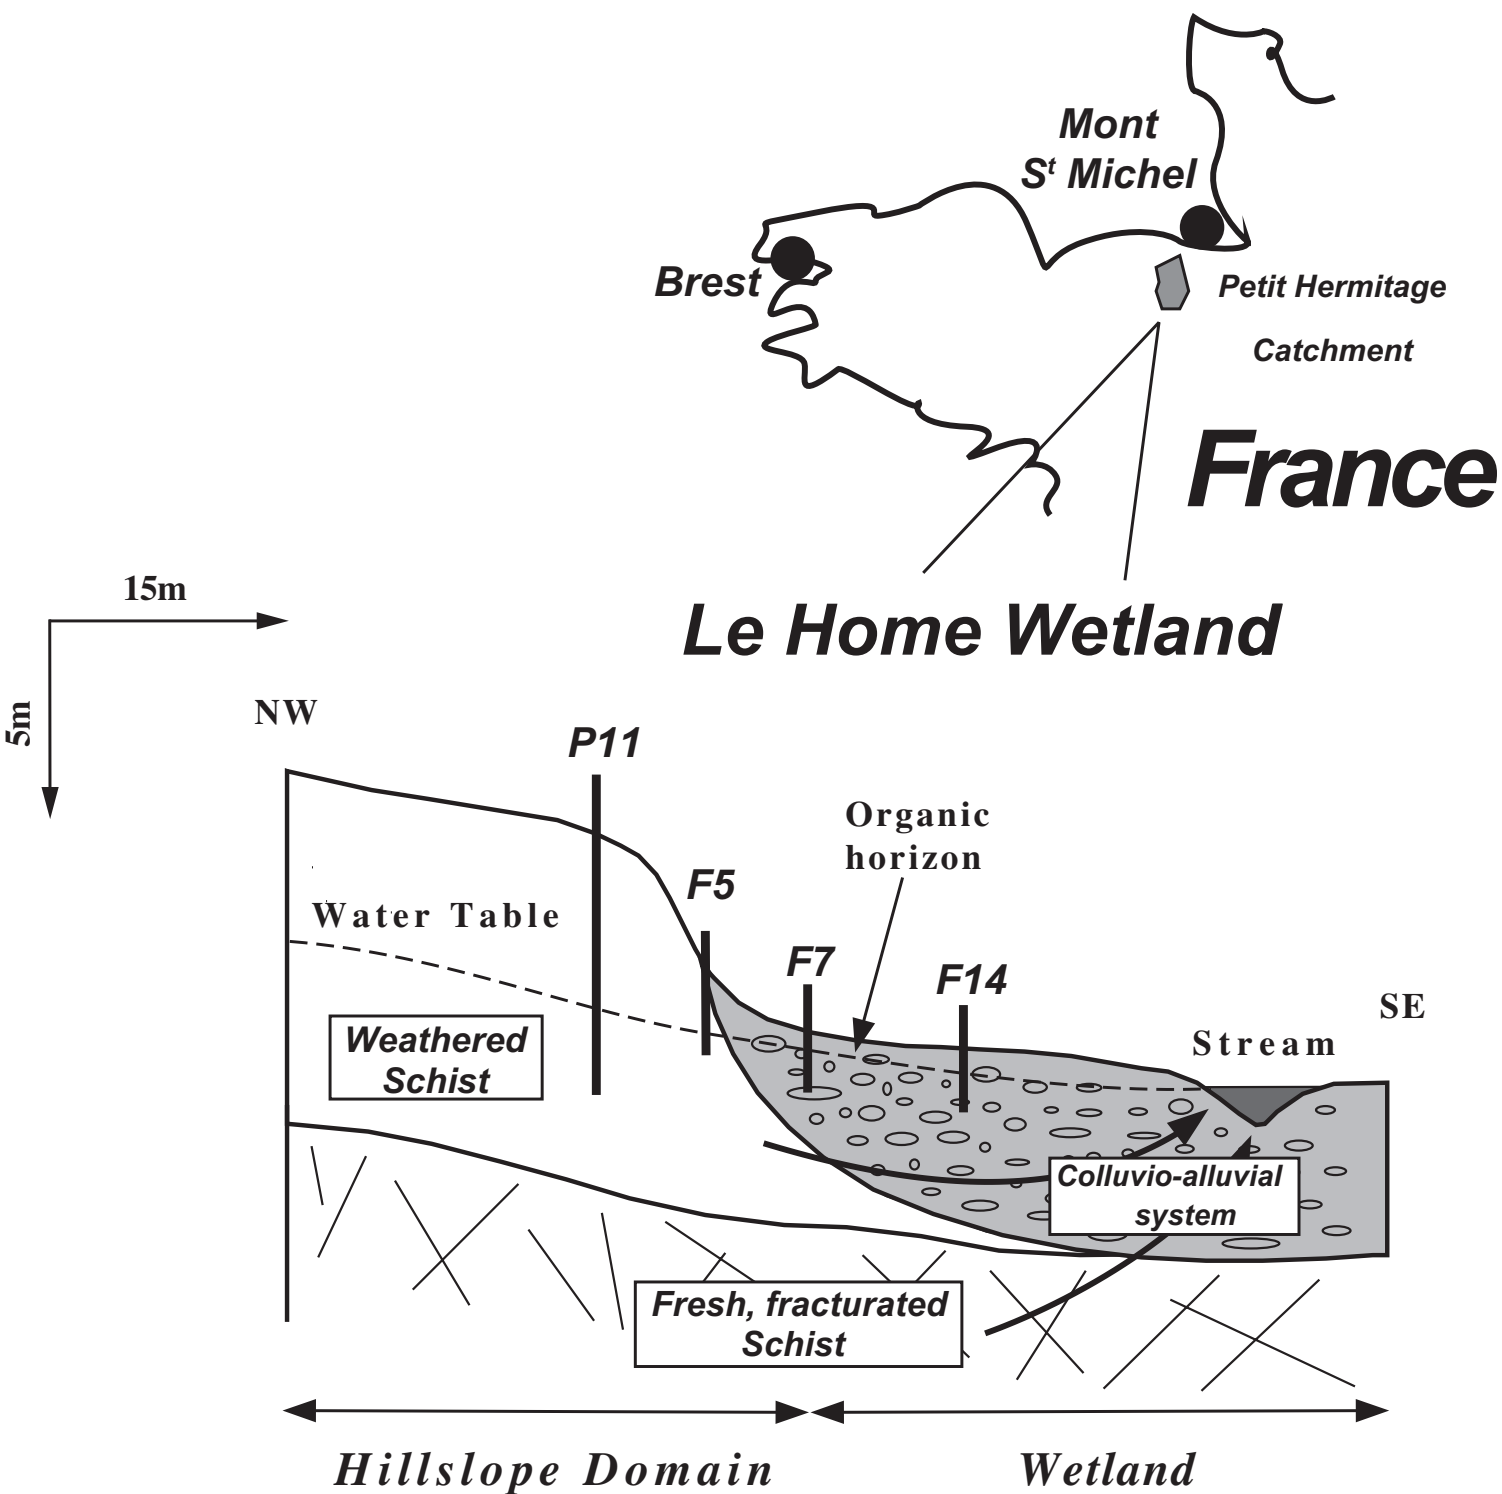 Mont
St Michel
Brest
Petit Hermitage
Catchment
France
15m
Le Home Wetland
5m
NW
P11
Organic
horizon
F5
Water Table
F7
F14
SE
Stream
Weathered
Schist
Colluvio-alluvial
system
Fresh, fracturated
Schist
Hillslope Domain
Wetland